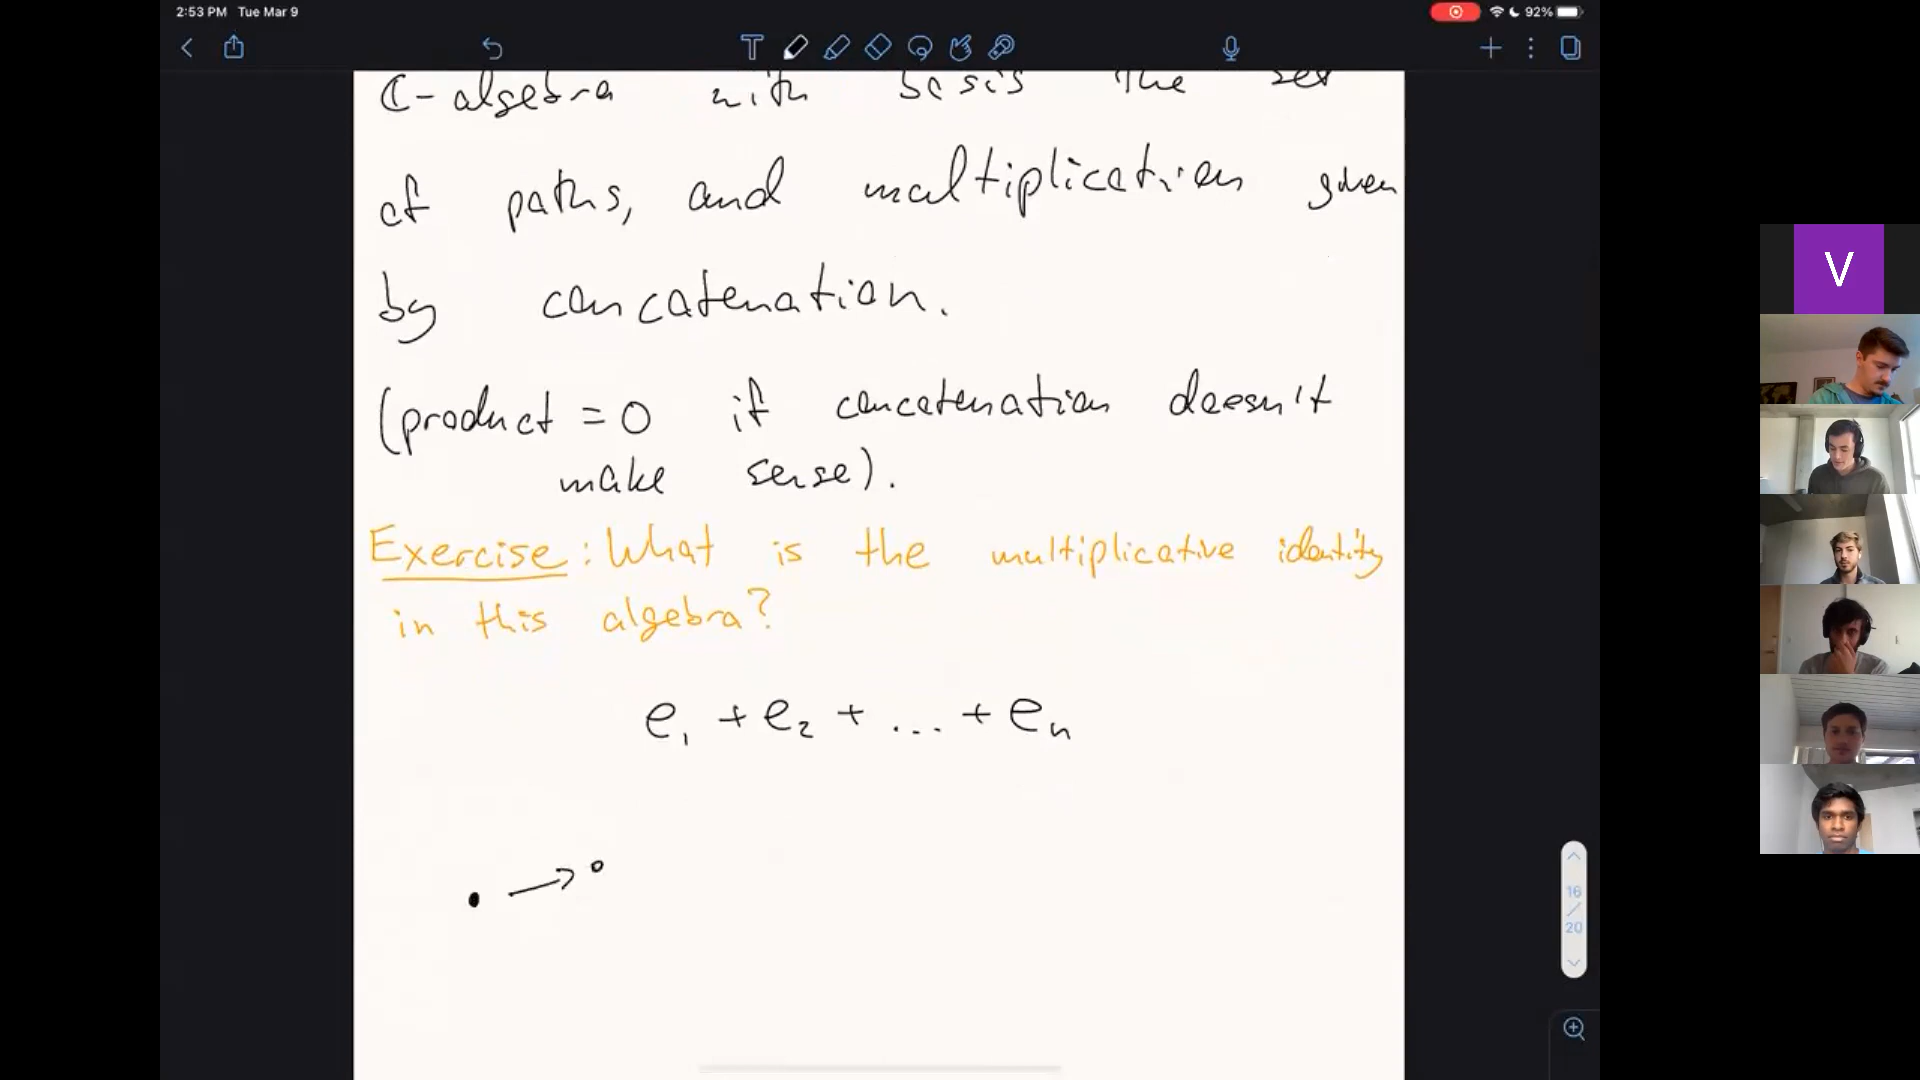 2:53 PM Tue Mar 9
92%
ℂ-algebra with basis the set
of paths, and multiplication given
by concatenation.
(product = 0 if concatenation doesn't
make sense).
Exercise: What is the multiplicative identity
in this algebra?
e₁ + e₂ + ... + eₙ
V
16
/
20